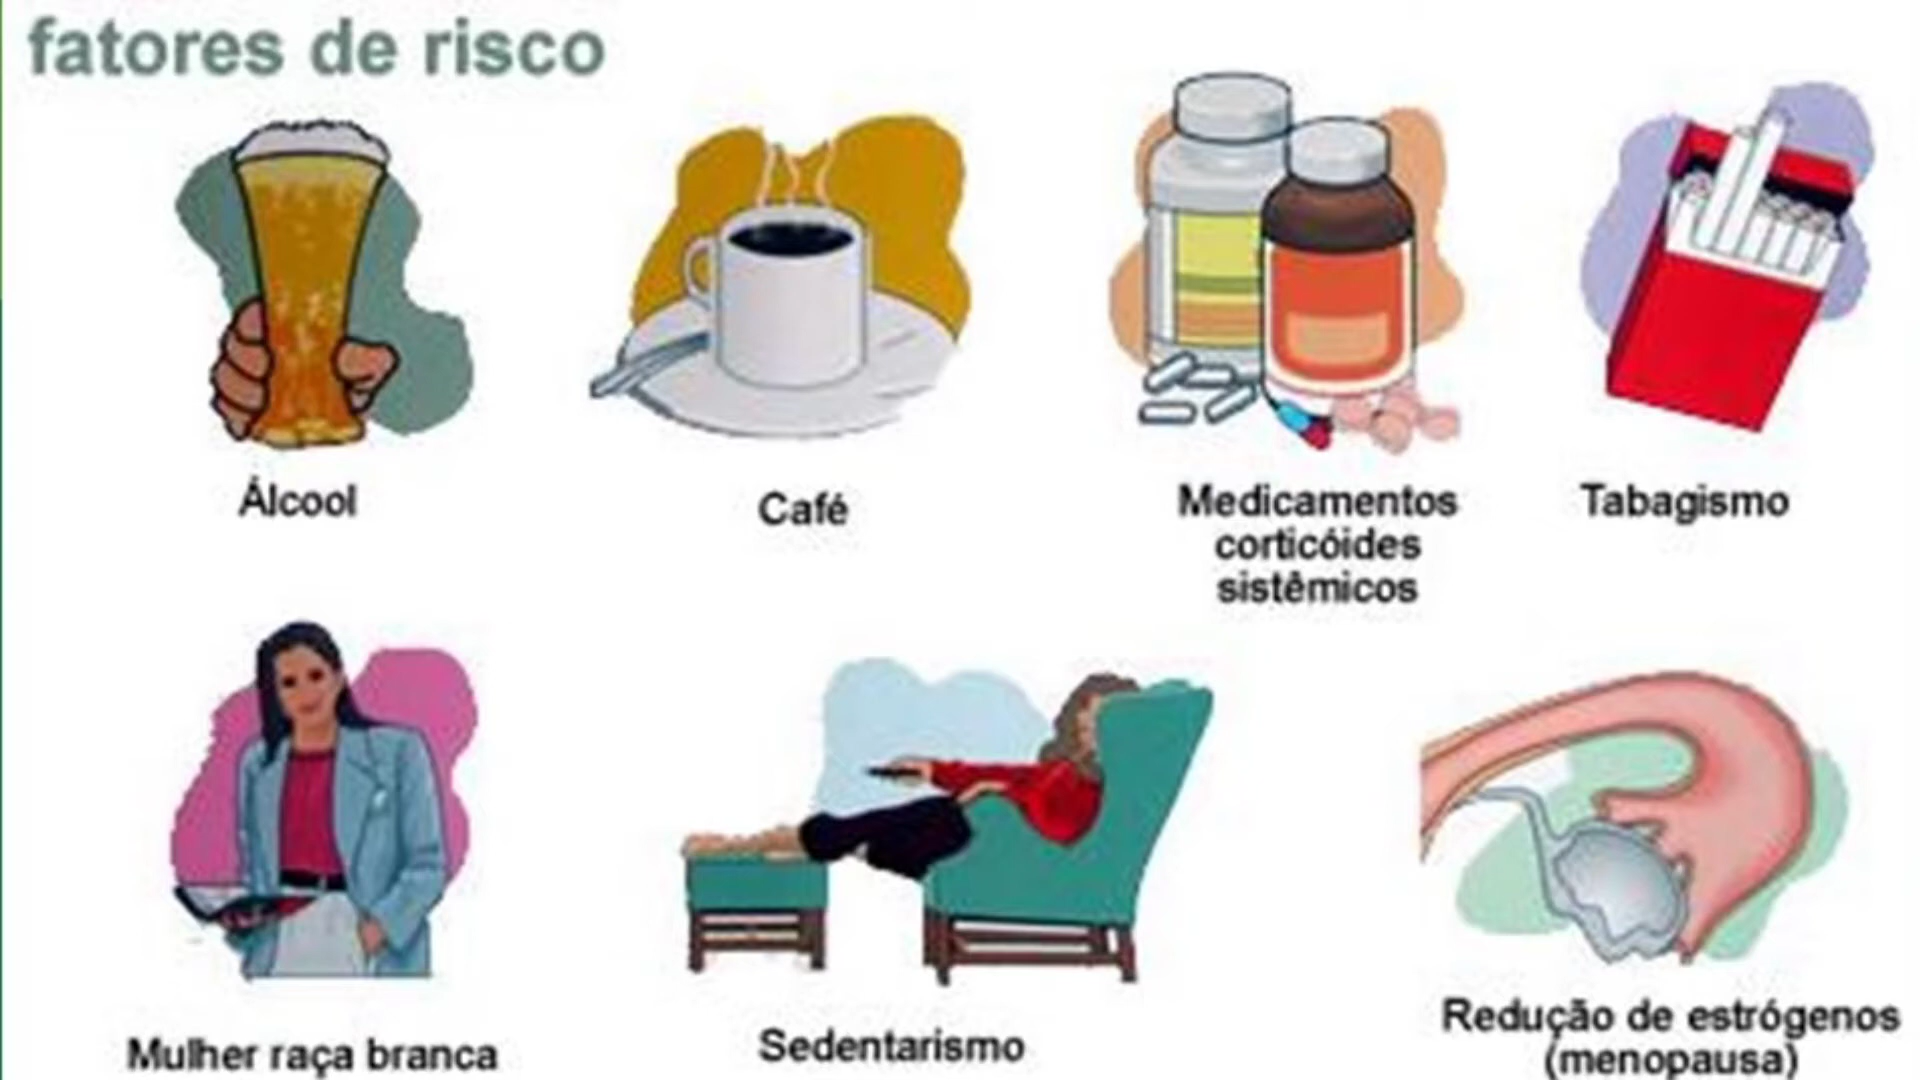 fatores de risco
Álcool
Café
Medicamentos
corticóides
sistêmicos
Tabagismo
Mulher raça branca
Sedentarismo
Redução de estrógenos
(menopausa)